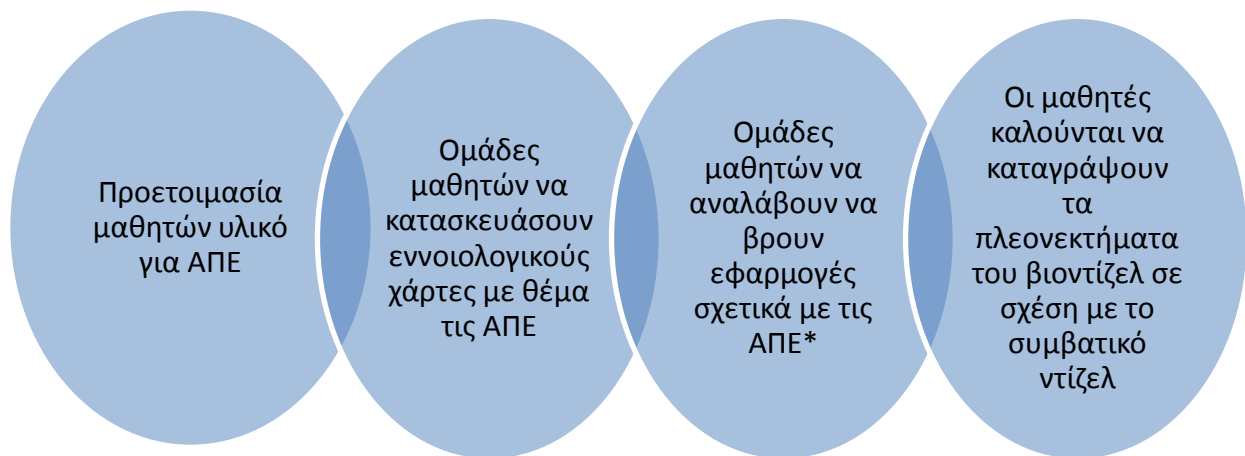 Προετοιμασία
μαθητών υλικό
για ΑΠΕ
Ομάδες
μαθητών να
κατασκευάσουν
εννοιολογικούς
χάρτες με θέμα
τις ΑΠΕ
Ομάδες
μαθητών να
αναλάβουν να
βρουν
εφαρμογές
σχετικά με τις
ΑΠΕ*
Οι μαθητές
καλούνται να
καταγράψουν
τα
πλεονεκτήματα
του βιοντίζελ σε
σχέση με το
συμβατικό
ντίζελ